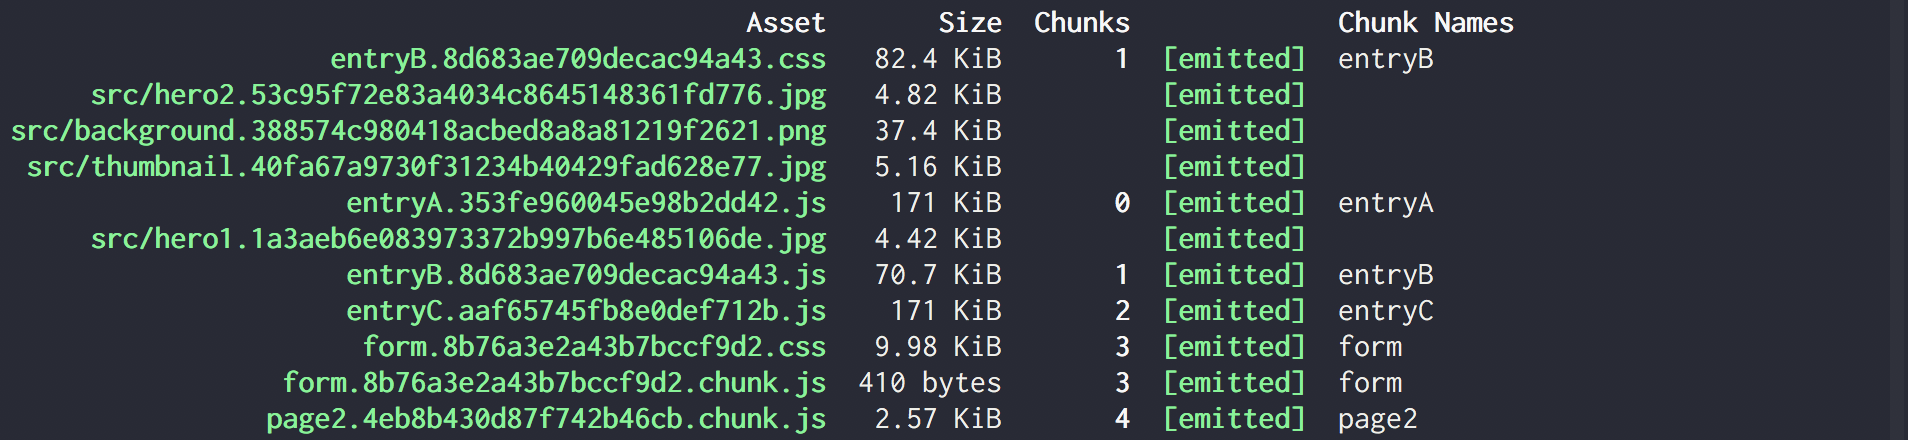 Asset Size Chunks Chunk Names
entryB.8d683ae709decac94a43.css 82.4 KiB 1 [emitted] entryB
src/hero2.53c95f72e83a4034c8645148361fd776.jpg 4.82 KiB [emitted]
src/background.388574c980418acbed8a8a81219f2621.png 37.4 KiB [emitted]
src/thumbnail.40fa67a9730f31234b40429fad628e77.jpg 5.16 KiB [emitted]
entryA.353fe960045e98b2dd42.js 171 KiB 0 [emitted] entryA
src/hero1.1a3aeb6e083973372b997b6e485106de.jpg 4.42 KiB [emitted]
entryB.8d683ae709decac94a43.js 70.7 KiB 1 [emitted] entryB
entryC.aaf65745fb8e0def712b.js 171 KiB 2 [emitted] entryC
form.8b76a3e2a43b7bccf9d2.css 9.98 KiB 3 [emitted] form
form.8b76a3e2a43b7bccf9d2.chunk.js 410 bytes 3 [emitted] form
page2.4eb8b430d87f742b46cb.chunk.js 2.57 KiB 4 [emitted] page2